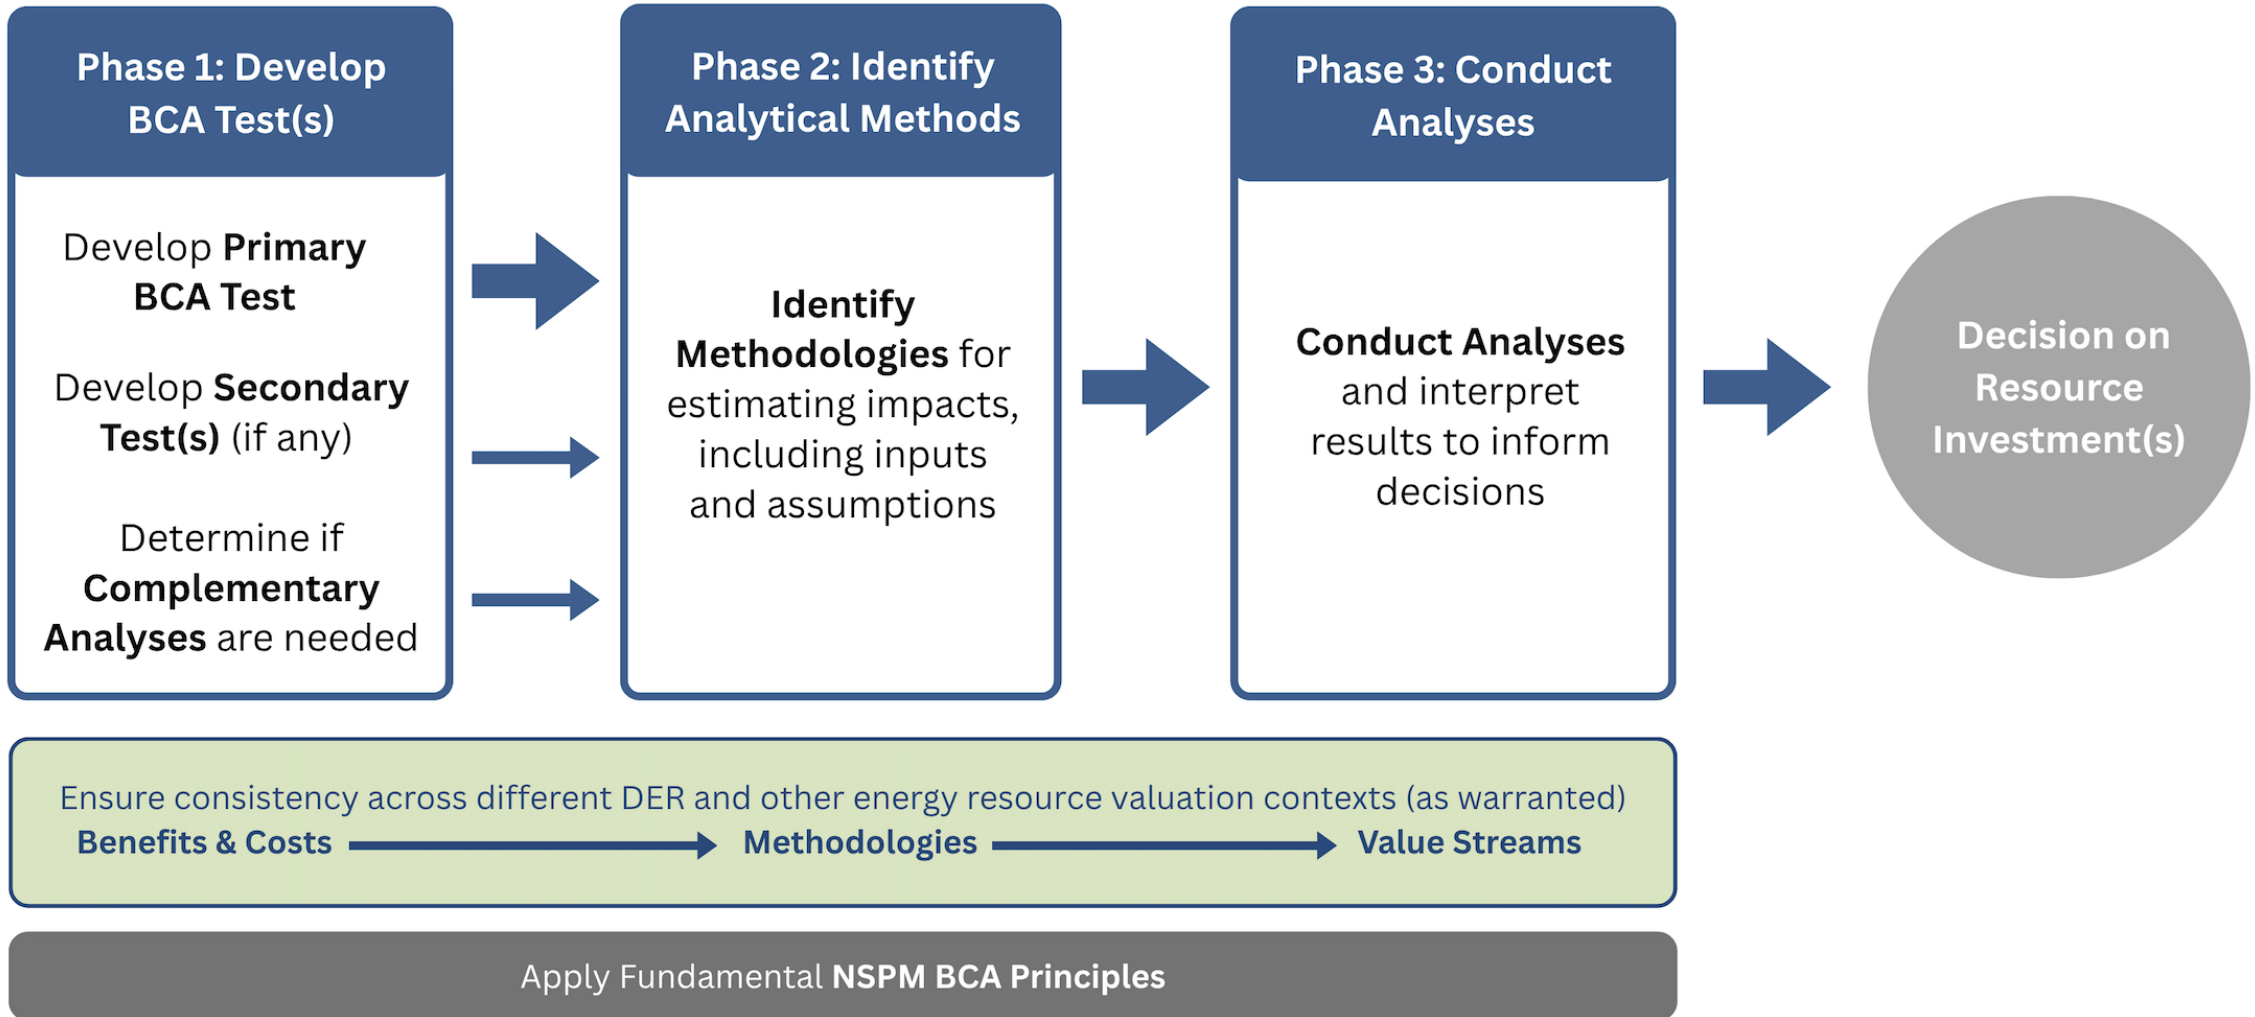 Phase 1: Develop
BCA Test(s)
Develop Primary
BCA Test
Develop Secondary
Test(s) (if any)
Determine if
Complementary
Analyses are needed
Phase 2: Identify
Analytical Methods
Identify
Methodologies for
estimating impacts,
including inputs
and assumptions
Phase 3: Conduct
Analyses
Conduct Analyses
and interpret
results to inform
decisions
Decision on
Resource
Investment(s)
Ensure consistency across different DER and other energy resource valuation contexts (as warranted)
Benefits & Costs Methodologies Value Streams
Apply Fundamental NSPM BCA Principles